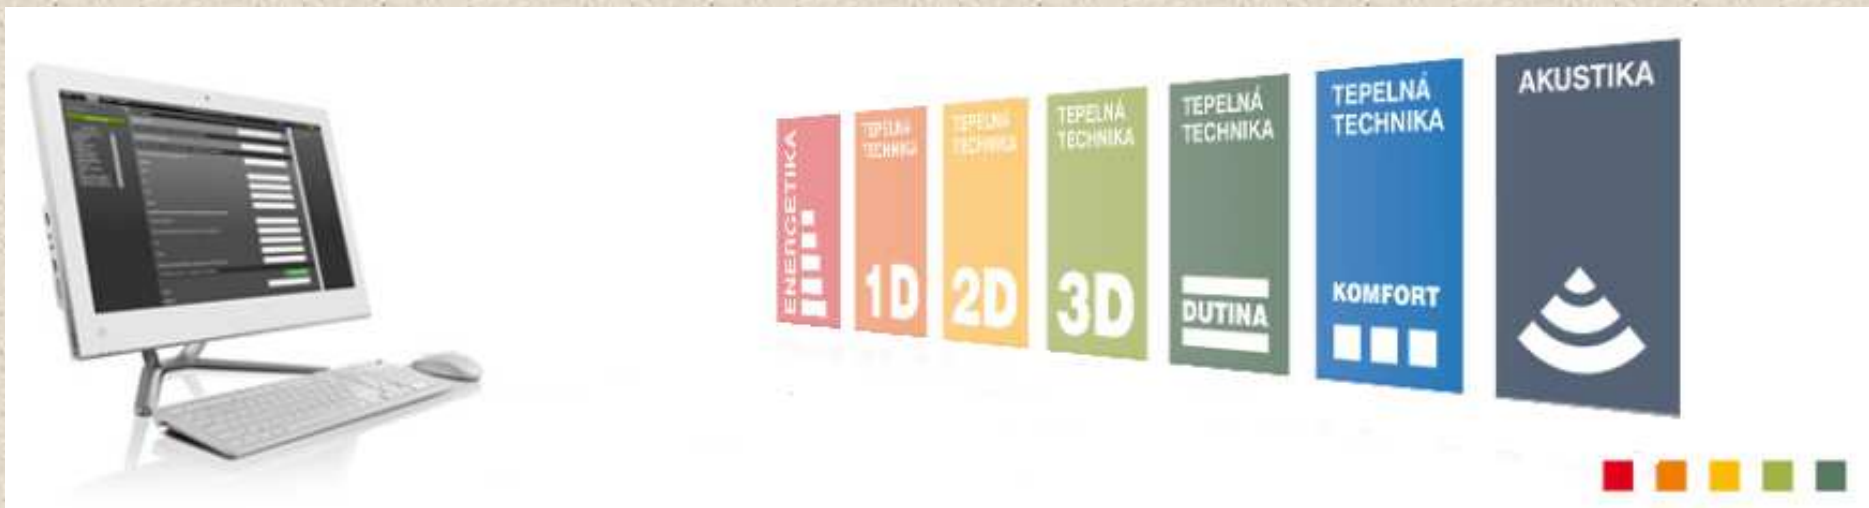 ENERGETIKA
TEPELNÁ
TECHNIKA
1D
TEPELNÁ
TECHNIKA
2D
TEPELNÁ
TECHNIKA
3D
TEPELNÁ
TECHNIKA
DUTINA
TEPELNÁ
TECHNIKA
KOMFORT
AKUSTIKA